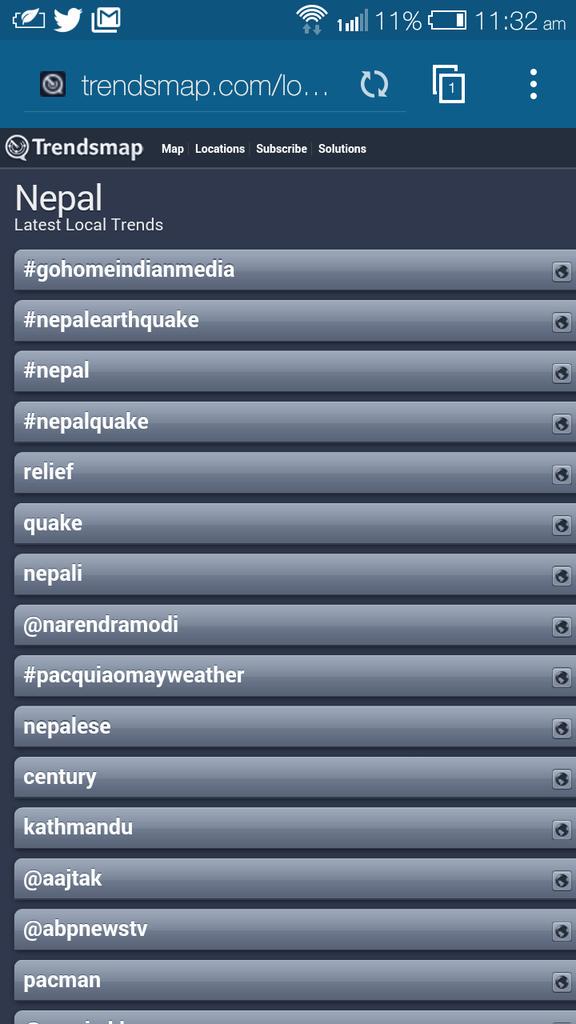 11% 11:32 am
trendsmap.com/lo... 1
Trendsmap Map Locations Subscribe Solutions
Nepal
Latest Local Trends
#gohomeindianmedia
#nepalearthquake
#nepal
#nepalquake
relief
quake
nepali
@narendramodi
#pacquiaomayweather
nepalese
century
kathmandu
@aajtak
@abpnewstv
pacman